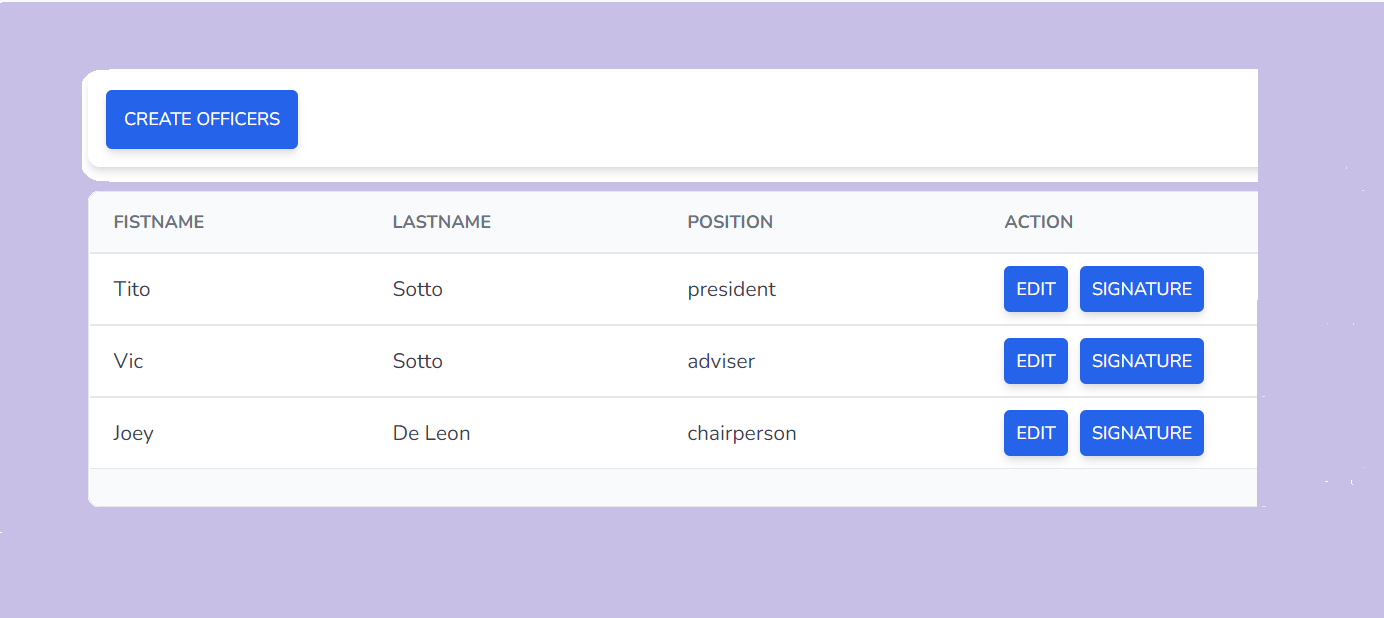 CREATE OFFICERS
FISTNAME LASTNAME POSITION ACTION
Tito Sotto president EDIT SIGNATURE
Vic Sotto adviser EDIT SIGNATURE
Joey De Leon chairperson EDIT SIGNATURE